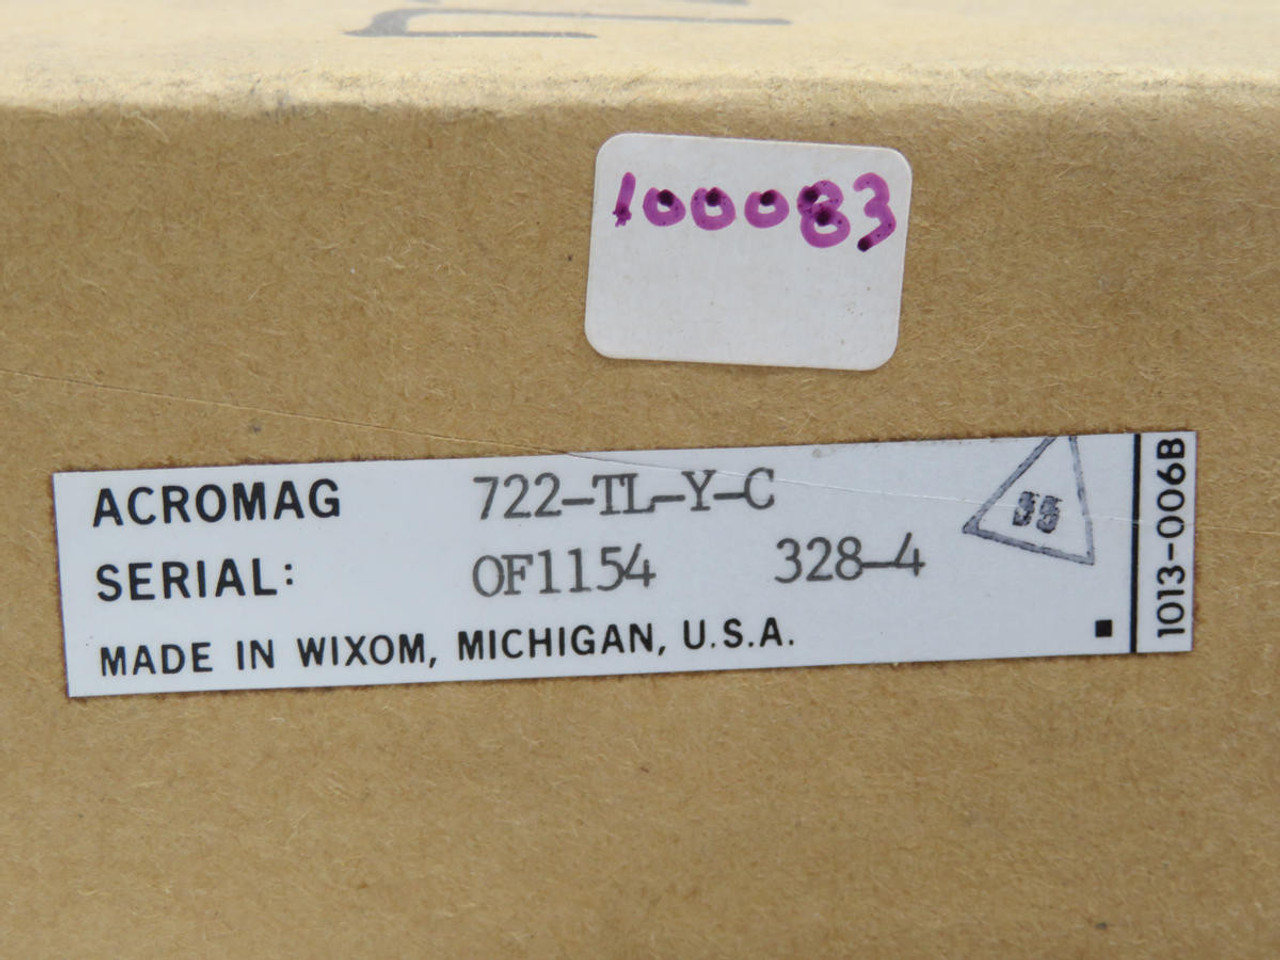 100083
ACROMAG 722-TL-Y-C
SERIAL: OF1154 328-4
MADE IN WIXOM, MICHIGAN, U.S.A.
1013-006B